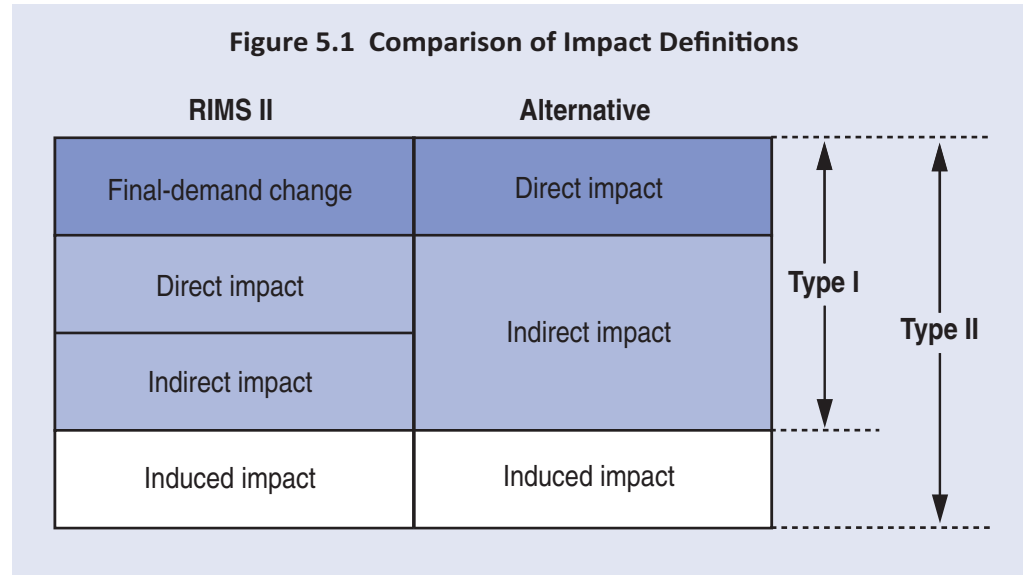 Figure 5.1 Comparison of Impact Definitions
RIMS II
Alternative
Final-demand change
Direct impact
Direct impact
Indirect impact
Indirect impact
Induced impact
Induced impact
Type I
Type II